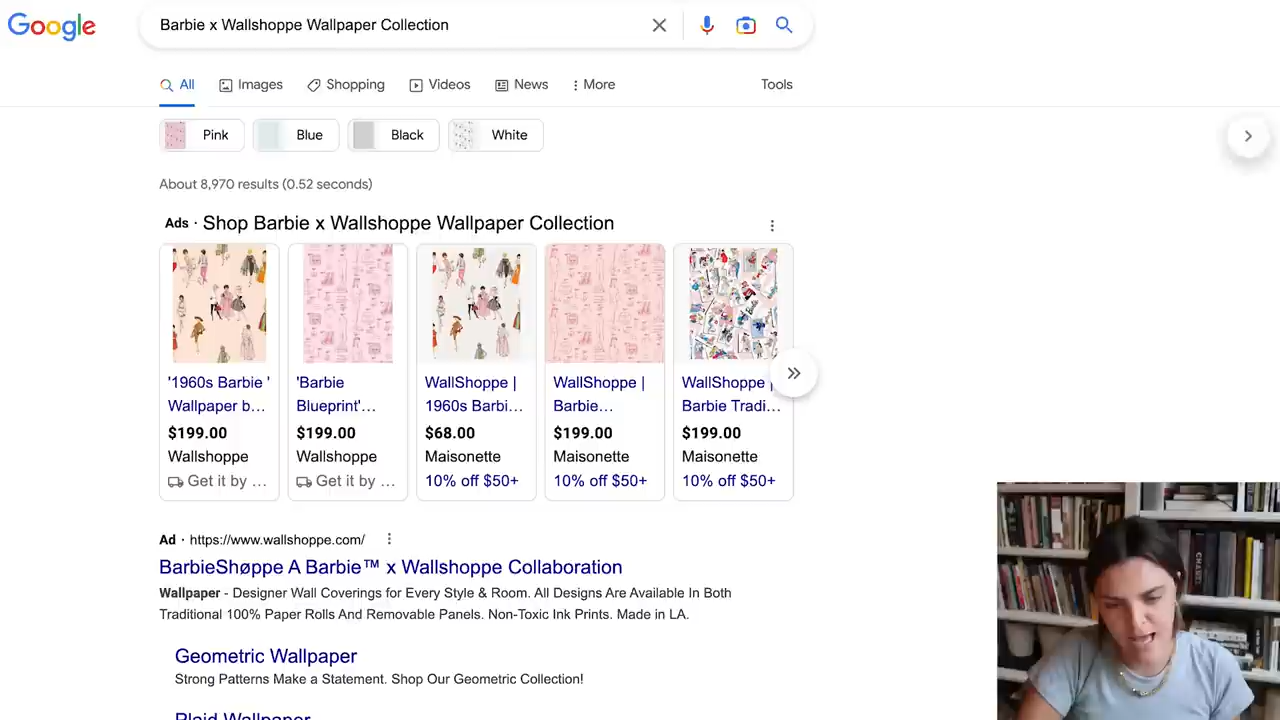 Google
Barbie x Wallshoppe Wallpaper Collection
All
Images
Shopping
Videos
News
More
Tools
Pink
Blue
Black
White
About 8,970 results (0.52 seconds)
Ads · Shop Barbie x Wallshoppe Wallpaper Collection
'1960s Barbie '
Wallpaper b...
$199.00
Wallshoppe
Get it by ...
'Barbie
Blueprint'...
$199.00
Wallshoppe
Get it by ...
WallShoppe |
1960s Barbi...
$68.00
Maisonette
10% off $50+
WallShoppe |
Barbie...
$199.00
Maisonette
10% off $50+
WallShoppe |
Barbie Tradi...
$199.00
Maisonette
10% off $50+
Ad · https://www.wallshoppe.com/
BarbieShøppe A Barbie™ x Wallshoppe Collaboration
Wallpaper - Designer Wall Coverings for Every Style & Room. All Designs Are Available In Both
Traditional 100% Paper Rolls And Removable Panels. Non-Toxic Ink Prints. Made in LA.
Geometric Wallpaper
Strong Patterns Make a Statement. Shop Our Geometric Collection!
Plaid Wallpaper
CHANEL